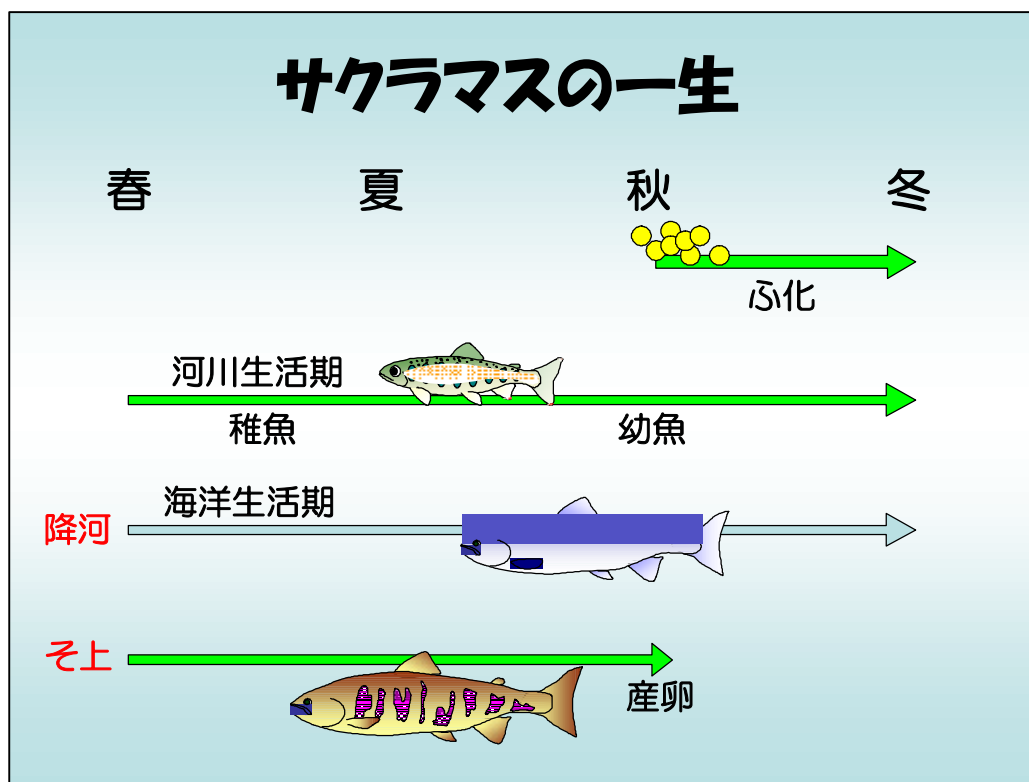 サクラマスの一生
春 夏 秋 冬
ふ化
河川生活期
稚魚 幼魚
海洋生活期
降河
そ上
産卵